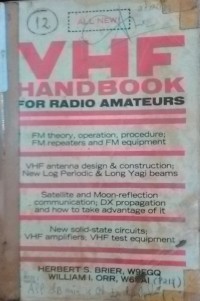 12
ALL NEW
VHF
HANDBOOK
FOR RADIO AMATEURS
FM theory, operation, procedure;
FM repeaters and FM equipment
VHF antenna design & construction;
New Log Periodic & Long Yagi beams
Satellite and Moon-reflection
communication; DX propagation
and how to take advantage of it
New solid-state circuits;
VHF amplifiers, VHF test equipment
HERBERT S. BRIER, W9EGQ
WILLIAM I. ORR, W6SAI